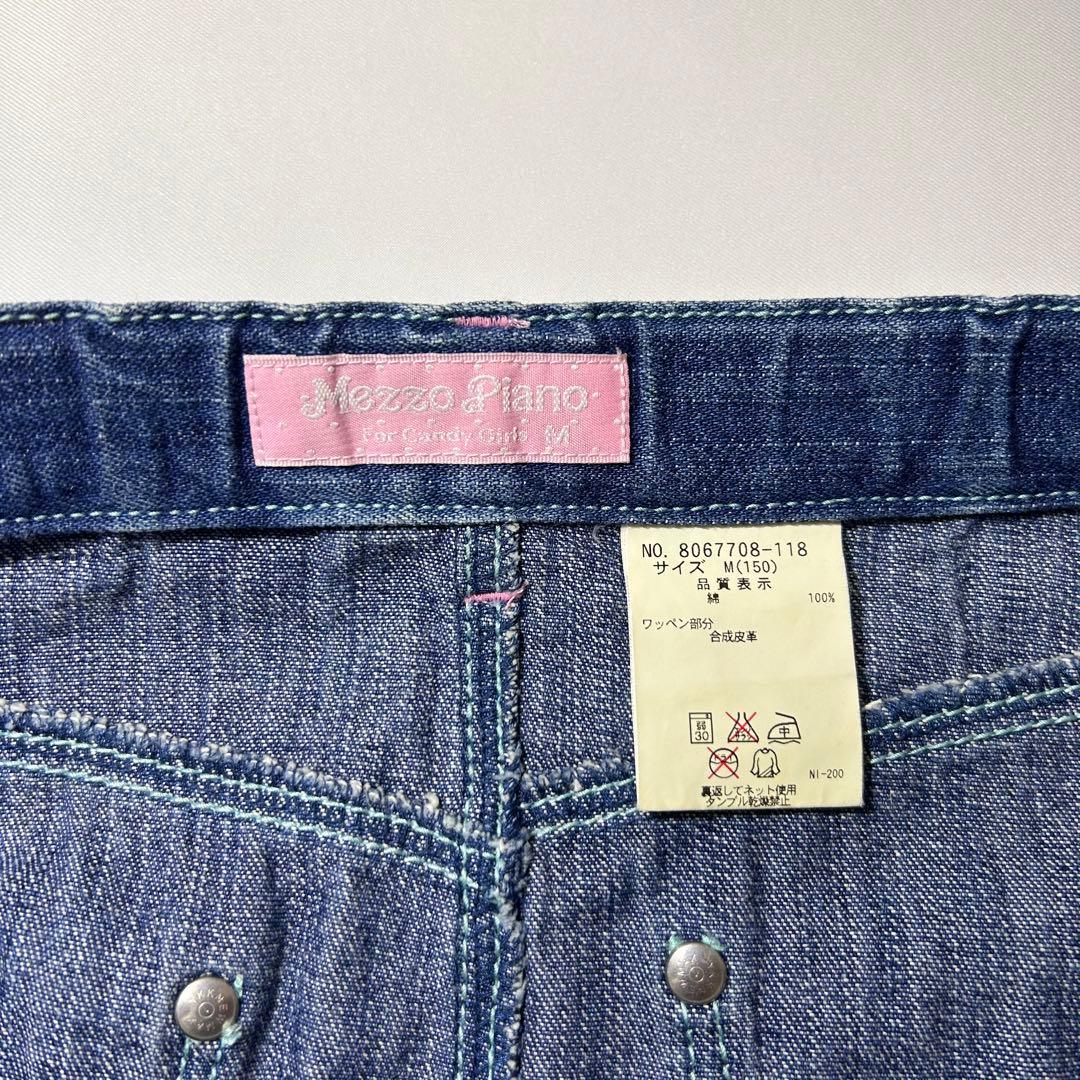 Mezzo Piano
For Candy Girls M
NO. 8067708-118
サイズ M(150)
品質表示
綿 100%
ワッペン部分
合成皮革
弱
30
中
NI-200
裏返してネット使用
タンブル乾燥禁止